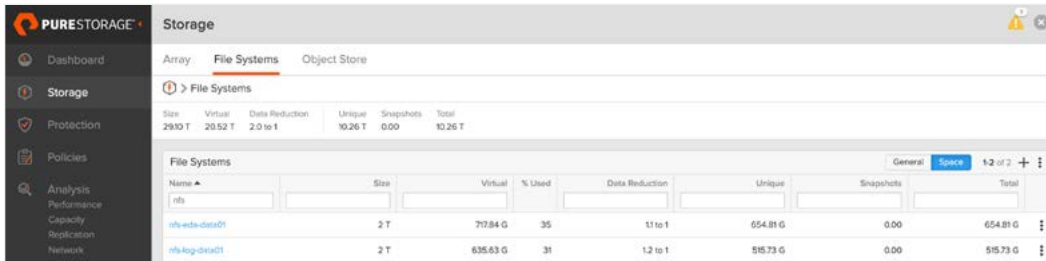 PURESTORAGE
Storage
Dashboard
Array File Systems Object Store
Storage
> File Systems
Protection
Size Virtual Data Reduction Unique Snapshots Total
29.10 T 20.52 T 2.0 to 1 10.26 T 0.00 10.26 T
Policies
File Systems General Space 1-2 of 2 +
Analysis
Name Size Virtual % Used Data Reduction Unique Snapshots Total
Performance
nfs
Capacity
Replication
nfs-eda-data01 2 T 717.84 G 35 1.1 to 1 654.81 G 0.00 654.81 G
Network
nfs-log-data01 2 T 635.63 G 31 1.2 to 1 515.73 G 0.00 515.73 G